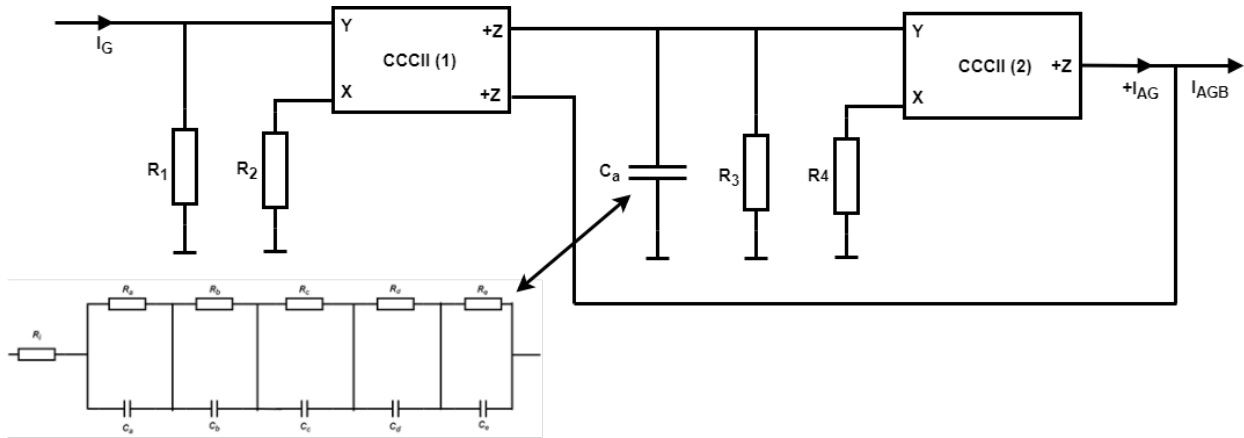 I_G
Y
X
CCCII (1)
+Z
+Z
R_1
R_2
C_a
R_3
R4
Y
X
CCCII (2)
+Z
+I_AG
I_AGB
R_a
R_b
R_c
R_d
R_e
C_a
C_b
C_c
C_d
C_e